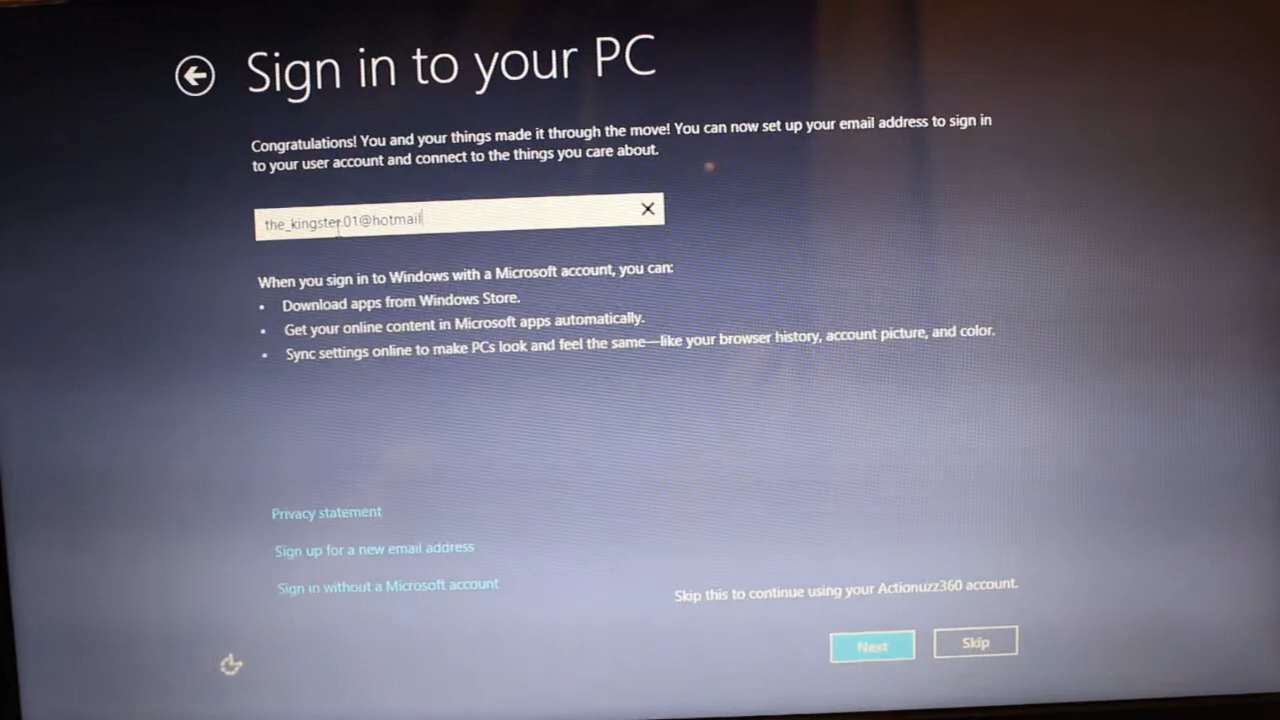 Sign in to your PC
Congratulations! You and your things made it through the move! You can now set up your email address to sign in
to your user account and connect to the things you care about.
the_kingster.01@hotmail
When you sign in to Windows with a Microsoft account, you can:
• Download apps from Windows Store.
• Get your online content in Microsoft apps automatically.
• Sync settings online to make PCs look and feel the same—like your browser history, account picture, and color.
Privacy statement
Sign up for a new email address
Sign in without a Microsoft account
Skip this to continue using your Actionuzz360 account.
Next
Skip